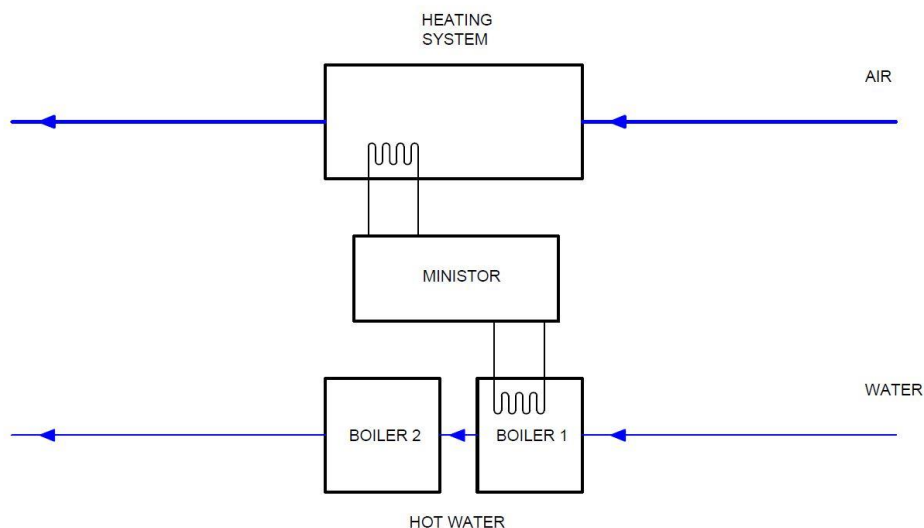 HEATING
SYSTEM
AIR
MINISTOR
WATER
BOILER 2
BOILER 1
HOT WATER